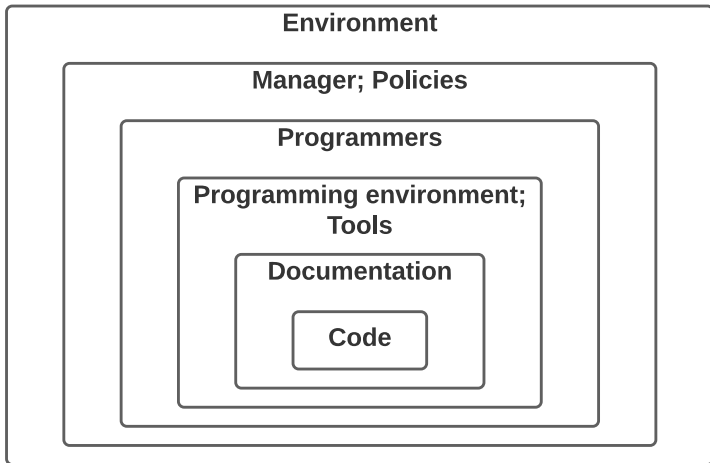 Environment
Manager; Policies
Programmers
Programming environment;
Tools
Documentation
Code